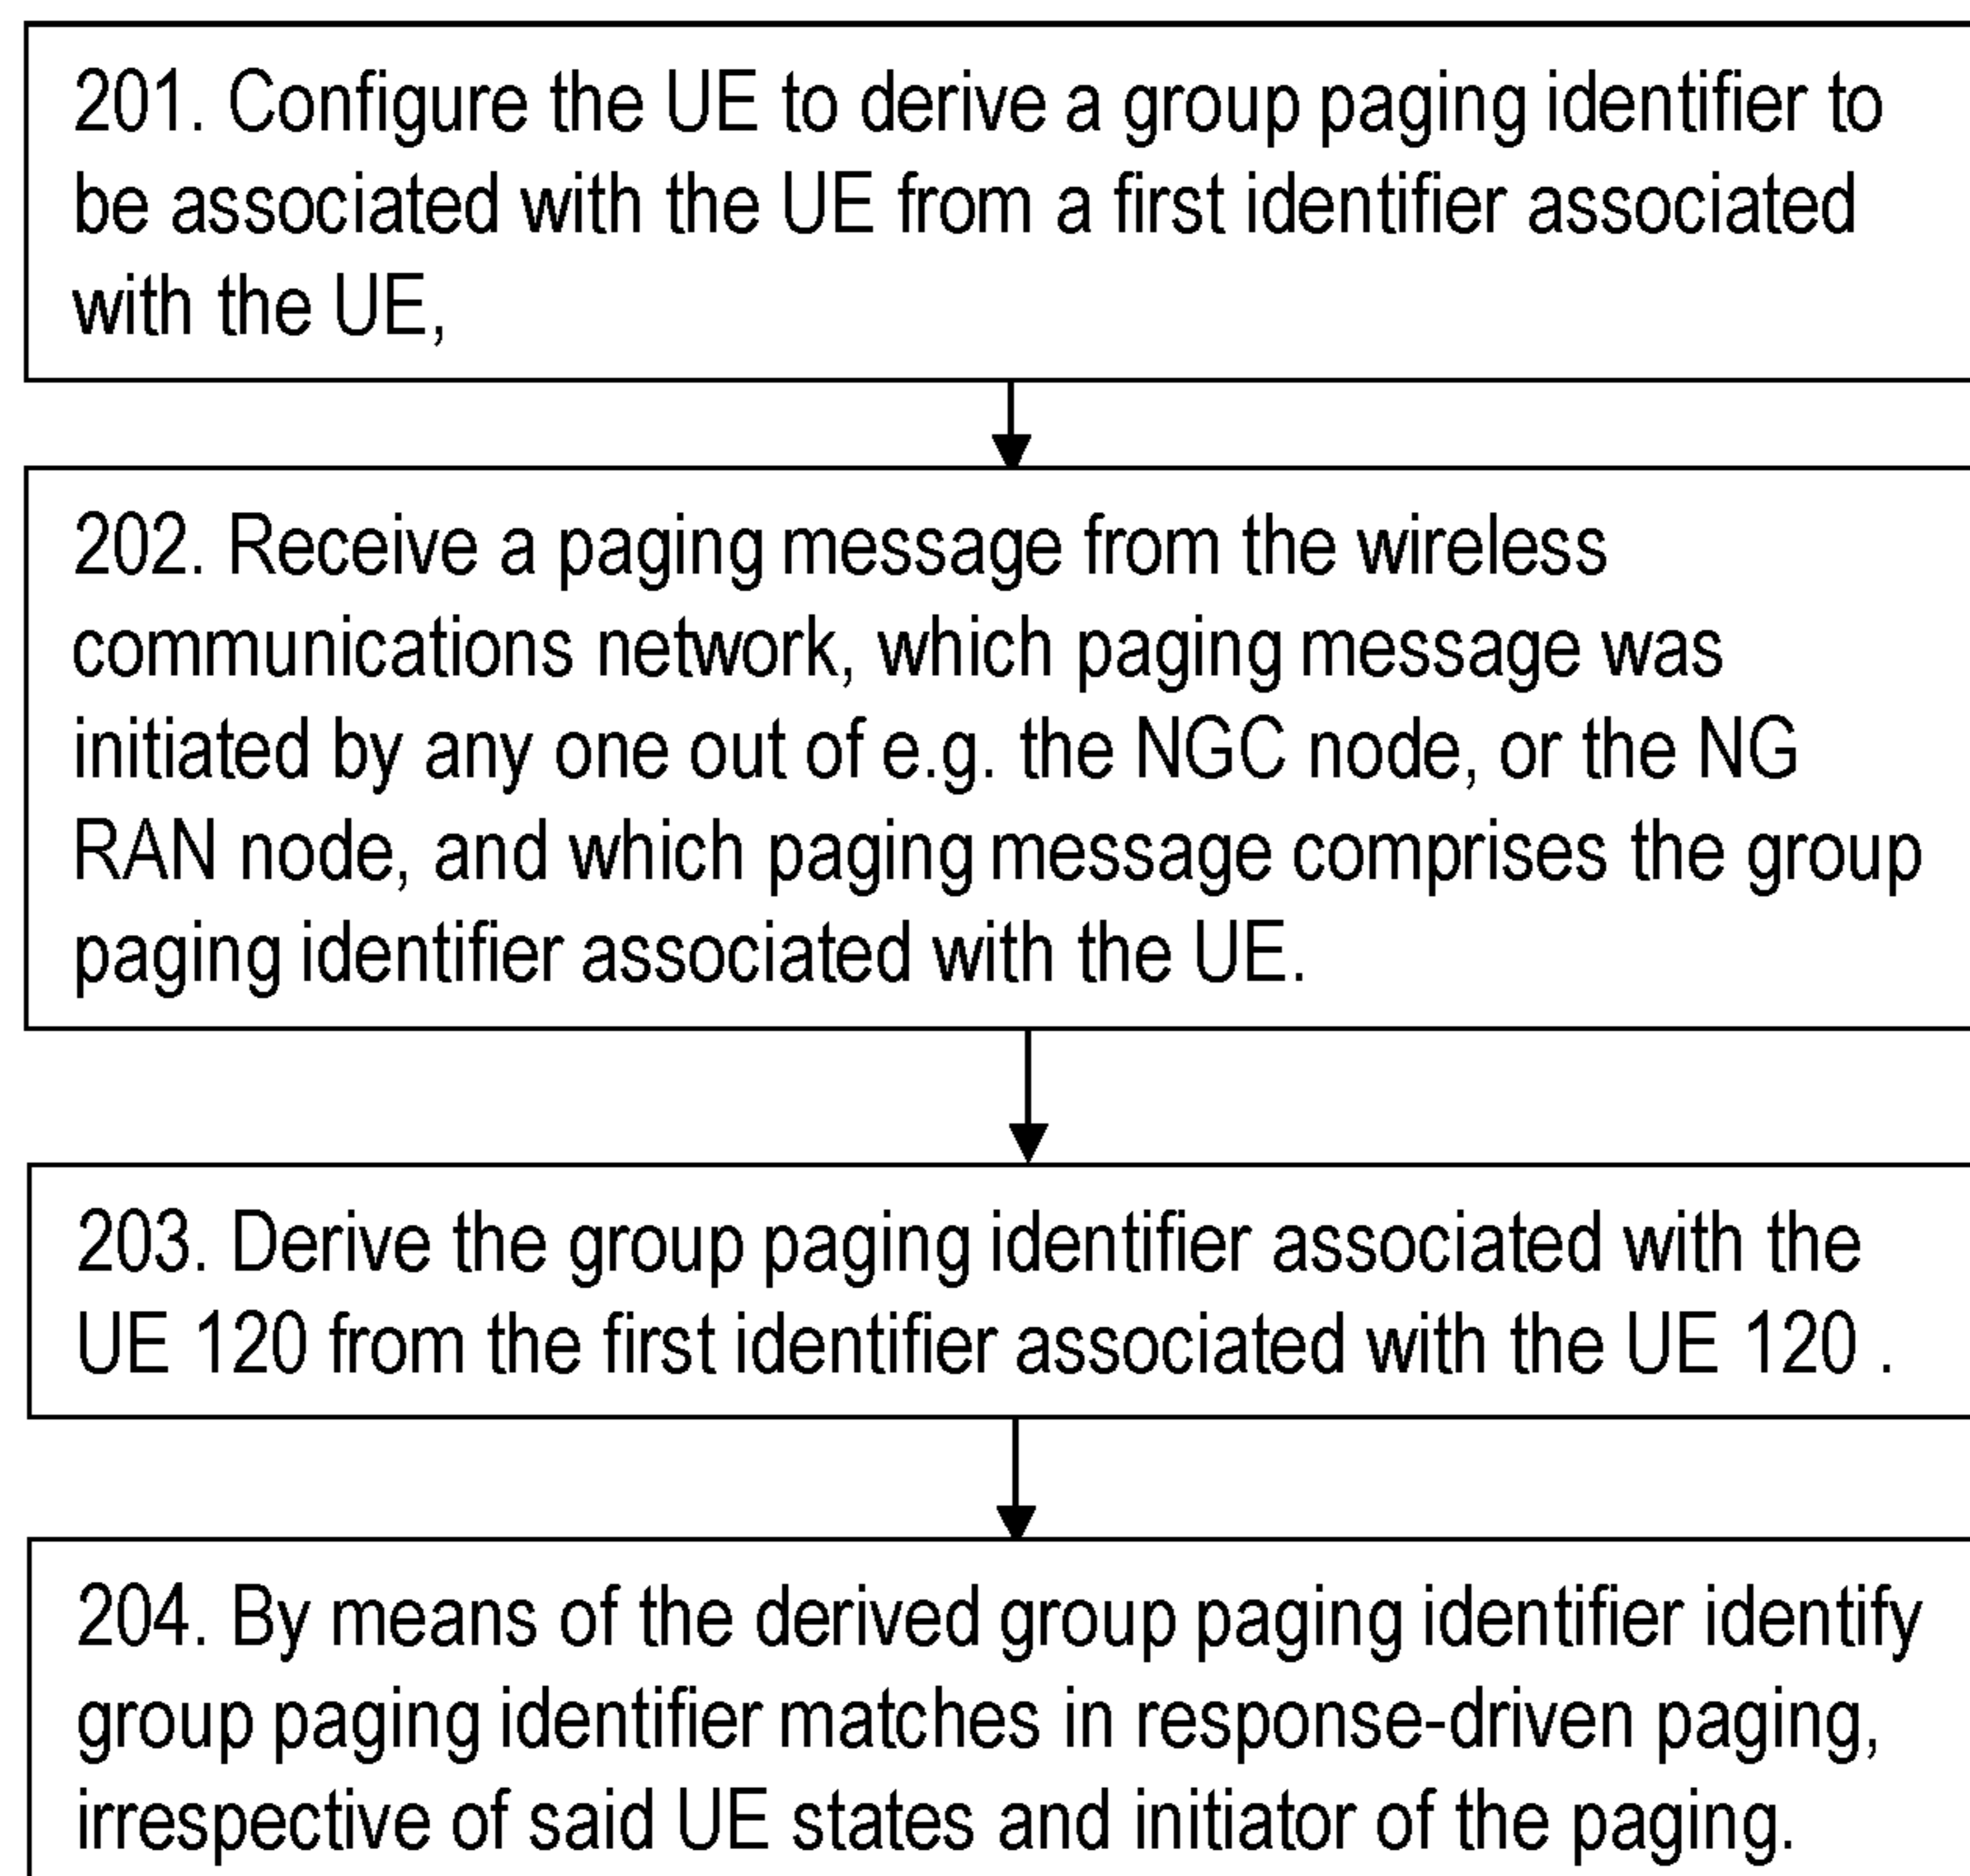 201. Configure the UE to derive a group paging identifier to
be associated with the UE from a first identifier associated
with the UE,
202. Receive a paging message from the wireless
communications network, which paging message was
initiated by any one out of e.g. the NGC node, or the NG
RAN node, and which paging message comprises the group
paging identifier associated with the UE.
203. Derive the group paging identifier associated with the
UE 120 from the first identifier associated with the UE 120 .
204. By means of the derived group paging identifier identify
group paging identifier matches in response-driven paging,
irrespective of said UE states and initiator of the paging.